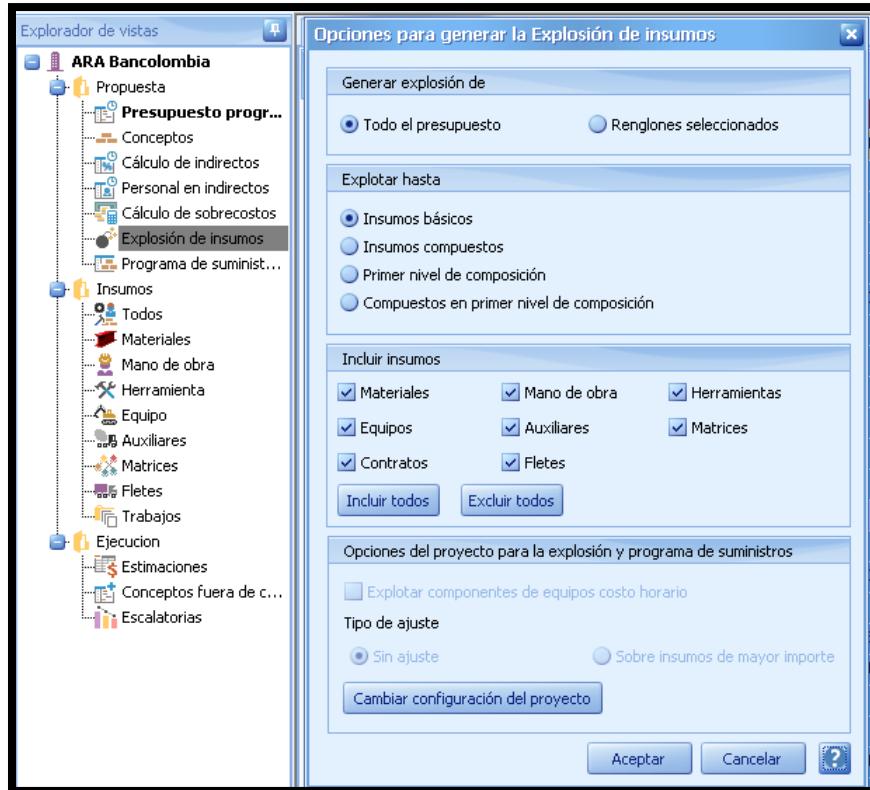 Explorador de vistas
ARA Bancolombia
Propuesta
Presupuesto progr...
Conceptos
Cálculo de indirectos
Personal en indirectos
Cálculo de sobrecostos
Explosión de insumos
Programa de suminist...
Insumos
Todos
Materiales
Mano de obra
Herramienta
Equipo
Auxiliares
Matrices
Fletes
Trabajos
Ejecucion
Estimaciones
Conceptos fuera de c...
Escalatorias
Opciones para generar la Explosión de insumos
Generar explosión de
Todo el presupuesto Renglones seleccionados
Explotar hasta
Insumos básicos
Insumos compuestos
Primer nivel de composición
Compuestos en primer nivel de composición
Incluir insumos
Materiales Mano de obra Herramientas
Equipos Auxiliares Matrices
Contratos Fletes
Incluir todos Excluir todos
Opciones del proyecto para la explosión y programa de suministros
Explotar componentes de equipos costo horario
Tipo de ajuste
Sin ajuste Sobre insumos de mayor importe
Cambiar configuración del proyecto
Aceptar Cancelar ?